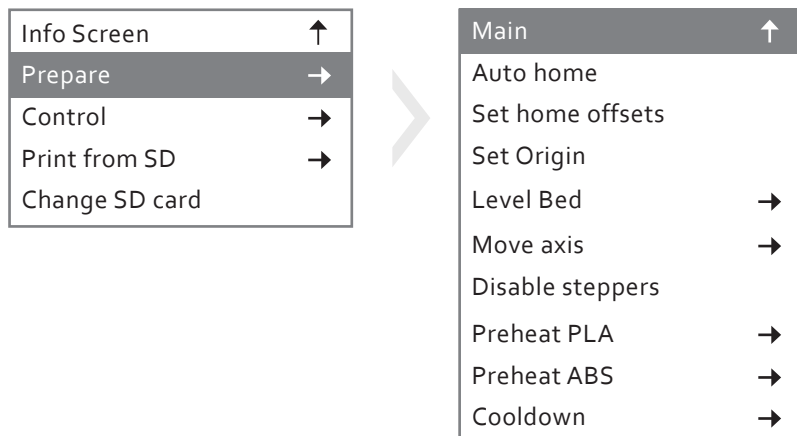 Info Screen ↑
Prepare →
Control →
Print from SD →
Change SD card
Main ↑
Auto home
Set home offsets
Set Origin
Level Bed →
Move axis →
Disable steppers
Preheat PLA →
Preheat ABS →
Cooldown →